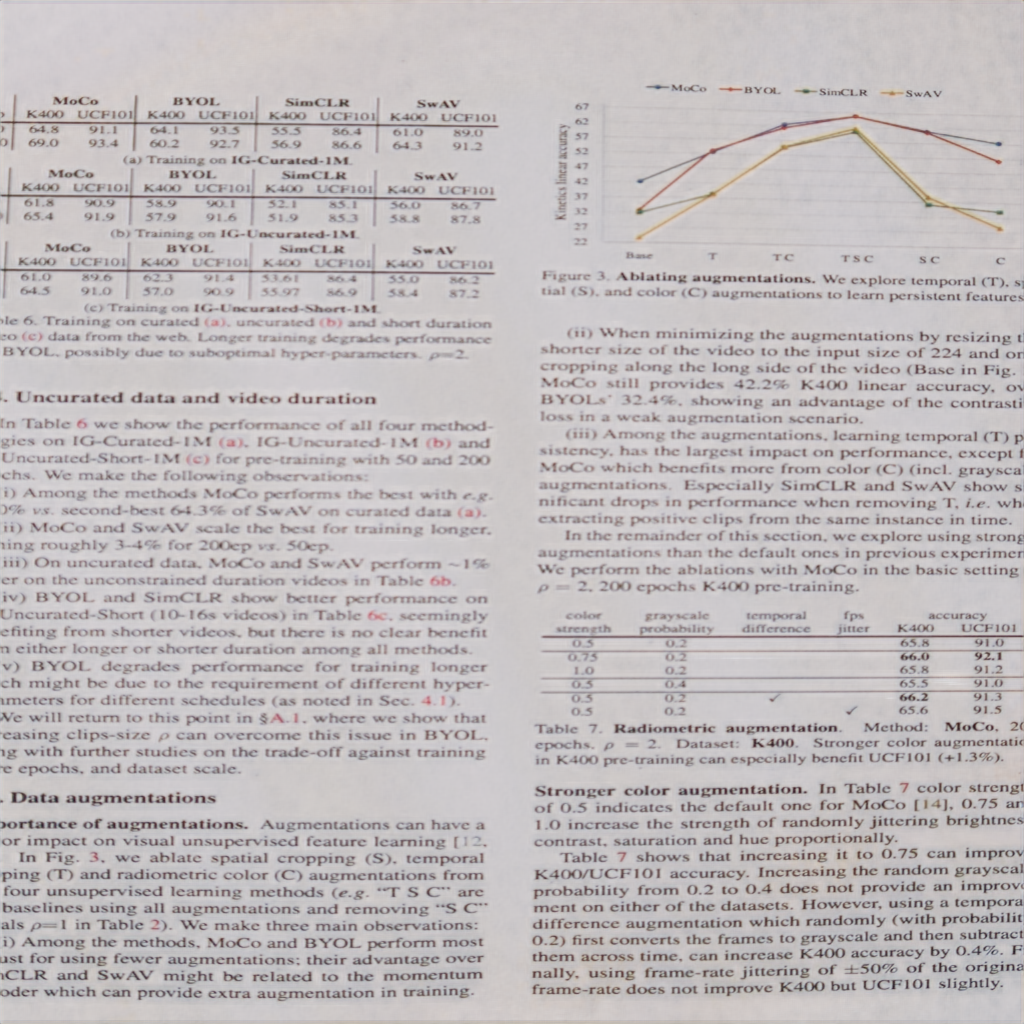 MoCo BYOL SimCLR SwAV
K400 UCF101 K400 UCF101 K400 UCF101 K400 UCF101
64.8 91.1 64.1 93.5 55.5 86.4 61.0 89.0
69.0 93.4 60.2 92.7 56.9 86.6 64.3 91.2
(a) Training on IG-Curated-1M.
MoCo BYOL SimCLR SwAV
K400 UCF101 K400 UCF101 K400 UCF101 K400 UCF101
61.8 90.9 58.9 90.1 52.1 85.1 56.0 86.7
65.4 91.9 57.9 91.6 51.9 85.3 58.8 87.8
(b) Training on IG-Uncurated-1M.
MoCo BYOL SimCLR SwAV
K400 UCF101 K400 UCF101 K400 UCF101 K400 UCF101
61.0 89.6 62.3 91.4 53.61 86.4 55.0 86.2
64.5 91.0 57.0 90.9 55.97 86.9 58.4 87.2
(c) Training on IG-Uncurated-Short-1M.
ble 6. Training on curated (a), uncurated (b) and short duration
eo (c) data from the web. Longer training degrades performance
BYOL, possibly due to suboptimal hyper-parameters. ρ=2.
. Uncurated data and video duration
In Table 6 we show the performance of all four method-
gies on IG-Curated-1M (a), IG-Uncurated-1M (b) and
Uncurated-Short-1M (c) for pre-training with 50 and 200
chs. We make the following observations:
i) Among the methods MoCo performs the best with e.g.
0% vs. second-best 64.3% of SwAV on curated data (a).
ii) MoCo and SwAV scale the best for training longer,
ning roughly 3-4% for 200ep vs. 50ep.
iii) On uncurated data, MoCo and SwAV perform ~1%
er on the unconstrained duration videos in Table 6b.
iv) BYOL and SimCLR show better performance on
Uncurated-Short (10-16s videos) in Table 6c, seemingly
efiting from shorter videos, but there is no clear benefit
m either longer or shorter duration among all methods.
v) BYOL degrades performance for training longer
ch might be due to the requirement of different hyper-
ameters for different schedules (as noted in Sec. 4.1).
We will return to this point in §A.1, where we show that
reasing clips-size ρ can overcome this issue in BYOL,
ng with further studies on the trade-off against training
re epochs, and dataset scale.
. Data augmentations
portance of augmentations. Augmentations can have a
or impact on visual unsupervised feature learning [12,
In Fig. 3, we ablate spatial cropping (S), temporal
ping (T) and radiometric color (C) augmentations from
four unsupervised learning methods (e.g. “T S C” are
baselines using all augmentations and removing “S C”
als ρ=1 in Table 2). We make three main observations:
i) Among the methods, MoCo and BYOL perform most
ust for using fewer augmentations; their advantage over
CLR and SwAV might be related to the momentum
oder which can provide extra augmentation in training.
MoCo BYOL SimCLR SwAV
Kinetics linear accuracy
67
62
57
52
47
42
37
32
27
22
Base T T C T S C S C C
Figure 3. Ablating augmentations. We explore temporal (T), sp
tial (S), and color (C) augmentations to learn persistent features
(ii) When minimizing the augmentations by resizing t
shorter size of the video to the input size of 224 and on
cropping along the long side of the video (Base in Fig.
MoCo still provides 42.2% K400 linear accuracy, ov
BYOLs’ 32.4%, showing an advantage of the contrasti
loss in a weak augmentation scenario.
(iii) Among the augmentations, learning temporal (T) p
sistency, has the largest impact on performance, except f
MoCo which benefits more from color (C) (incl. grayscal
augmentations. Especially SimCLR and SwAV show si
nificant drops in performance when removing T, i.e. whe
extracting positive clips from the same instance in time.
In the remainder of this section, we explore using strong
augmentations than the default ones in previous experimen
We perform the ablations with MoCo in the basic setting
ρ = 2, 200 epochs K400 pre-training.
color grayscale temporal fps accuracy
strength probability difference jitter K400 UCF101
0.5 0.2 65.8 91.0
0.75 0.2 66.0 92.1
1.0 0.2 65.8 91.2
0.5 0.4 65.5 91.0
0.5 0.2 ✓ 66.2 91.3
0.5 0.2 ✓ 65.6 91.5
Table 7. Radiometric augmentation. Method: MoCo, 20
epochs, ρ = 2. Dataset: K400. Stronger color augmentatio
in K400 pre-training can especially benefit UCF101 (+1.3%).
Stronger color augmentation. In Table 7 color strengt
of 0.5 indicates the default one for MoCo [14], 0.75 an
1.0 increase the strength of randomly jittering brightnes
contrast, saturation and hue proportionally.
Table 7 shows that increasing it to 0.75 can improv
K400/UCF101 accuracy. Increasing the random grayscal
probability from 0.2 to 0.4 does not provide an improve
ment on either of the datasets. However, using a tempora
difference augmentation which randomly (with probabilit
0.2) first converts the frames to grayscale and then subtract
them across time, can increase K400 accuracy by 0.4%. F
nally, using frame-rate jittering of ±50% of the origina
frame-rate does not improve K400 but UCF101 slightly.